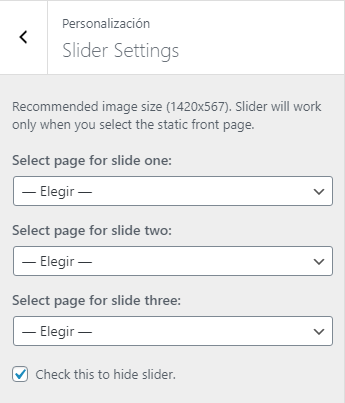 Personalización
Slider Settings
Recommended image size (1420x567). Slider will work
only when you select the static front page.
Select page for slide one:
— Elegir —
Select page for slide two:
— Elegir —
Select page for slide three:
— Elegir —
Check this to hide slider.